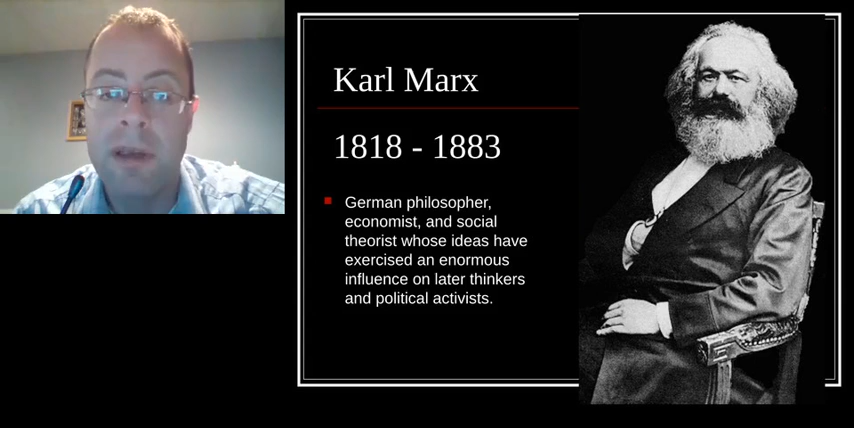 Karl Marx
1818 - 1883
German philosopher,
economist, and social
theorist whose ideas have
exercised an enormous
influence on later thinkers
and political activists.